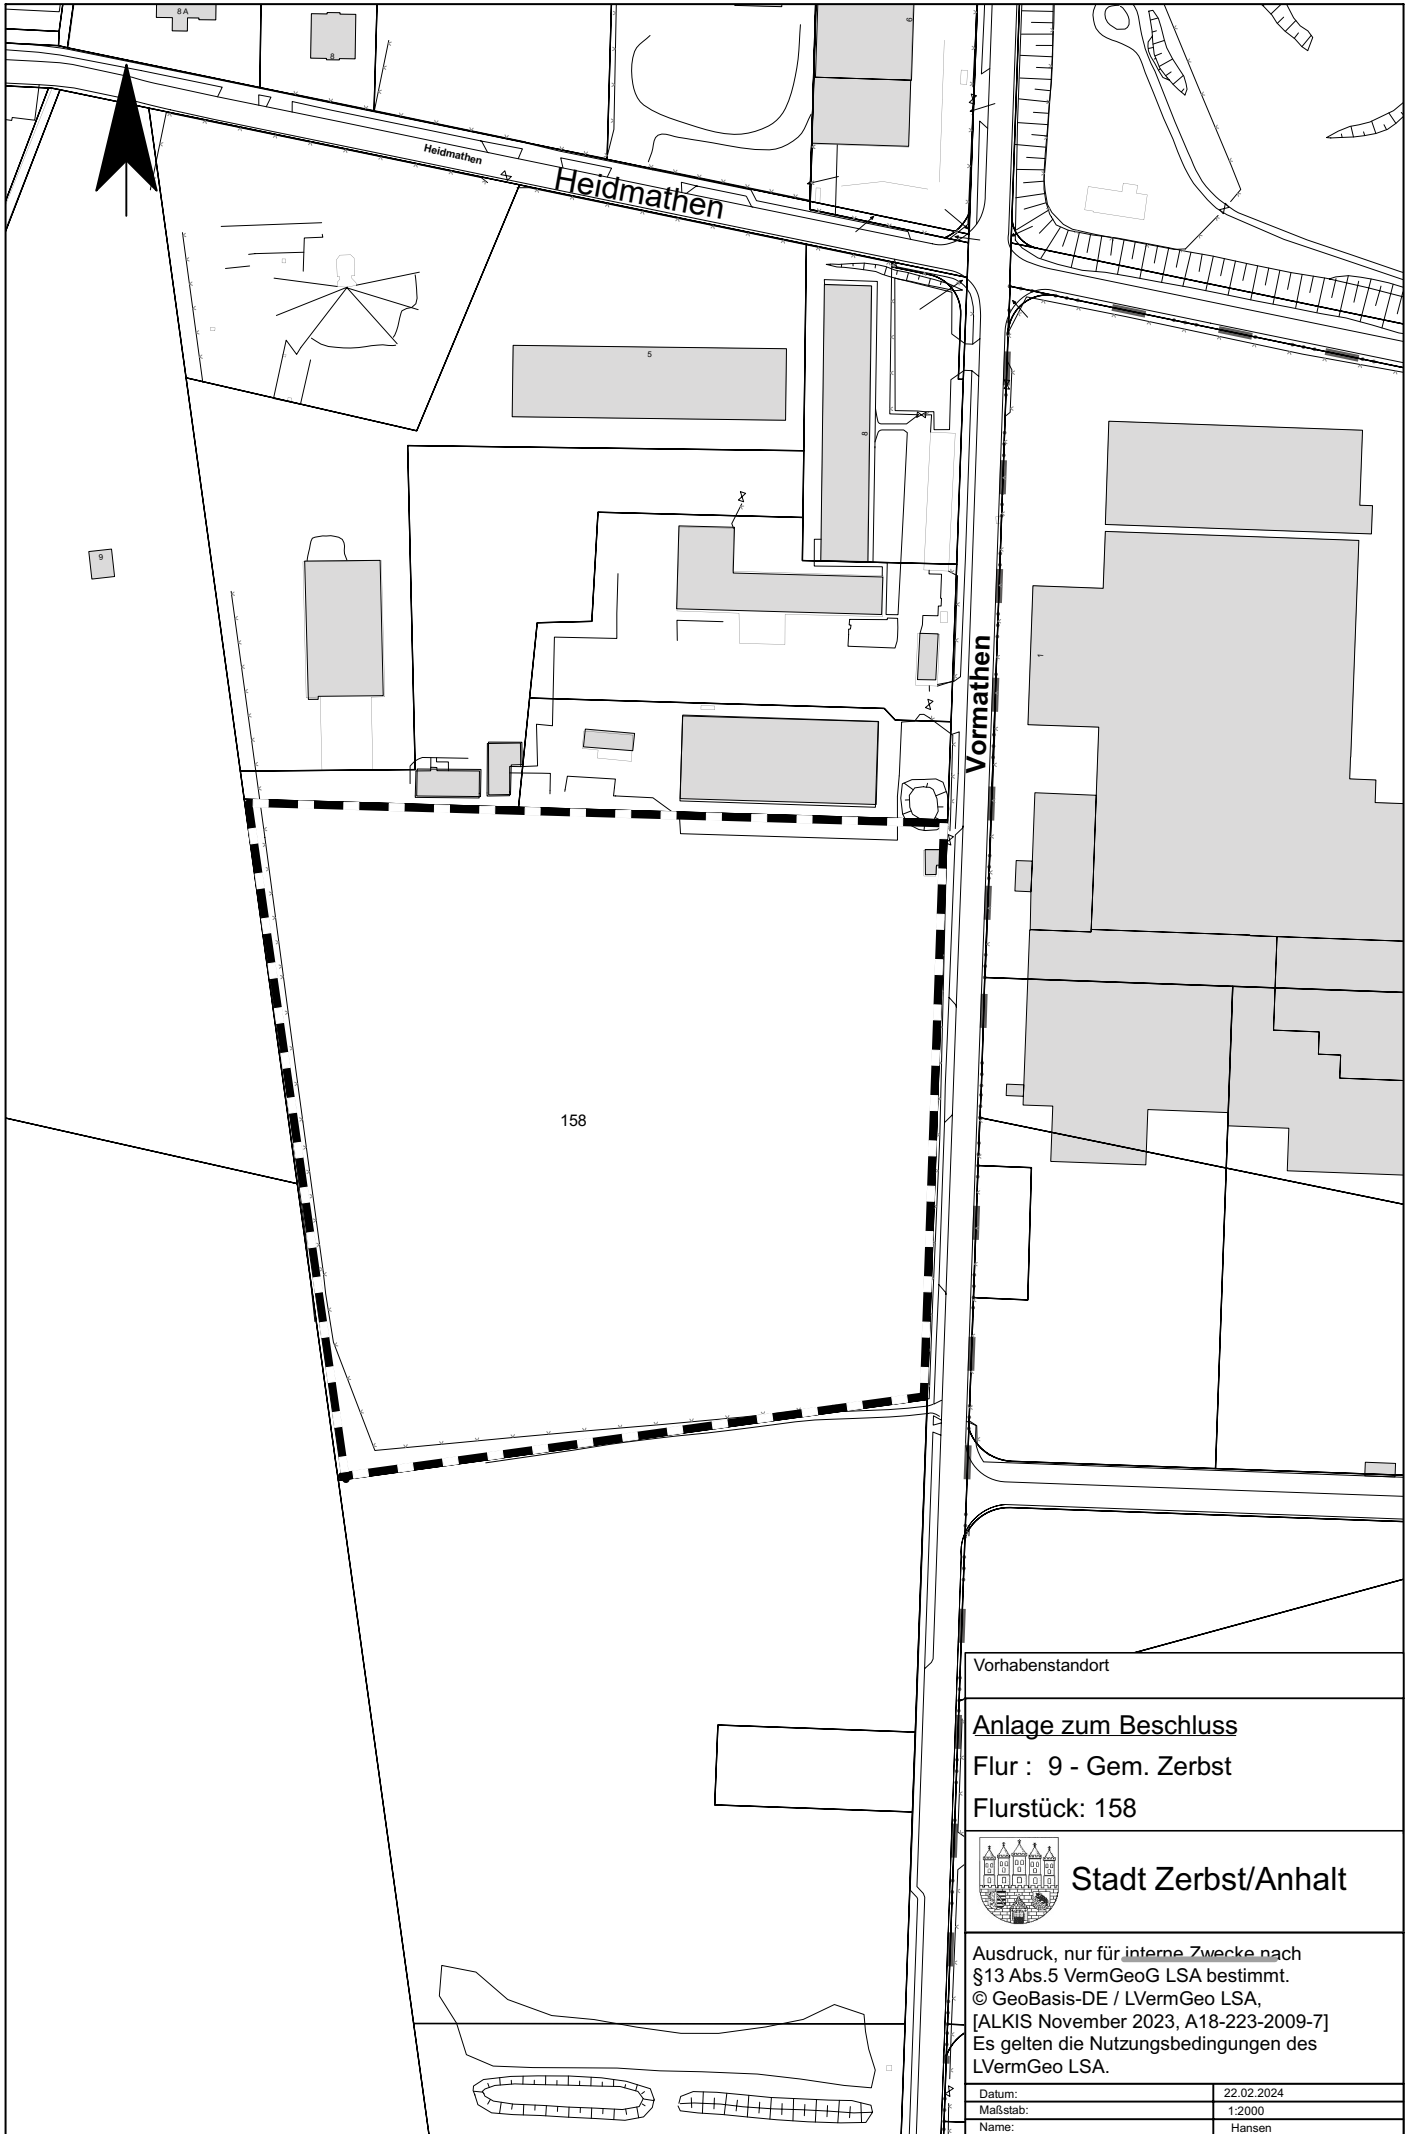 8 A
8
6
Heidmathen
Heidmathen
5
8
9
Vormathen
1
158
Vorhabenstandort
Anlage zum Beschluss
Flur : 9 - Gem. Zerbst
Flurstück: 158
Stadt Zerbst/Anhalt
Ausdruck, nur für interne Zwecke nach
§13 Abs.5 VermGeoG LSA bestimmt.
© GeoBasis-DE / LVermGeo LSA,
[ALKIS November 2023, A18-223-2009-7]
Es gelten die Nutzungsbedingungen des
LVermGeo LSA.
Datum: 22.02.2024
Maßstab: 1:2000
Name: Hansen